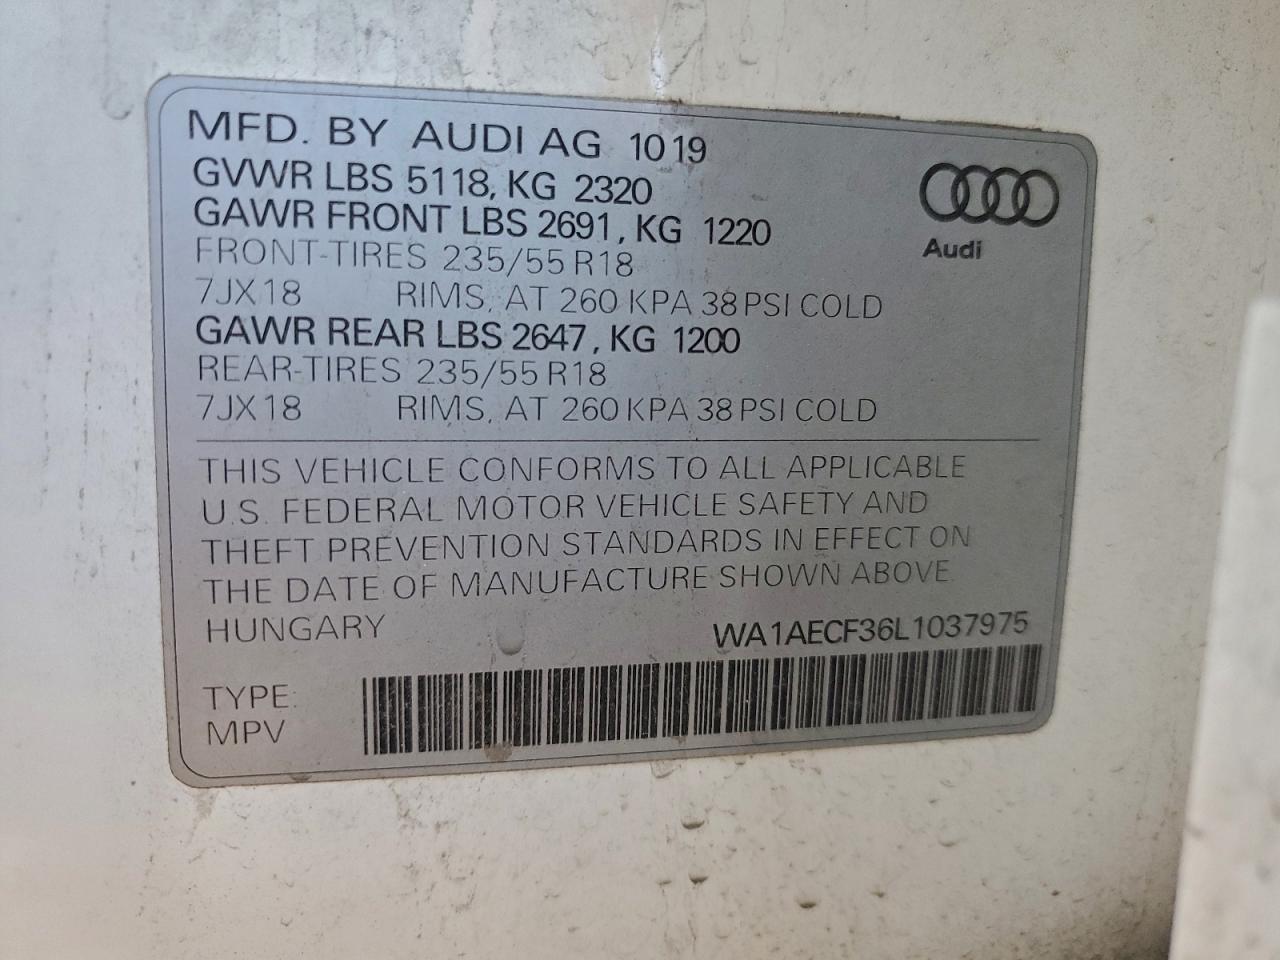 MFD. BY AUDI AG 10 19
GVWR LBS 5118, KG 2320
GAWR FRONT LBS 2691, KG 1220
FRONT-TIRES 235/55 R18
7JX18 RIMS, AT 260 KPA 38 PSI COLD
GAWR REAR LBS 2647, KG 1200
REAR-TIRES 235/55 R18
7JX18 RIMS, AT 260 KPA 38 PSI COLD
Audi
THIS VEHICLE CONFORMS TO ALL APPLICABLE
U.S. FEDERAL MOTOR VEHICLE SAFETY AND
THEFT PREVENTION STANDARDS IN EFFECT ON
THE DATE OF MANUFACTURE SHOWN ABOVE.
HUNGARY WA1AECF36L1037975
TYPE:
MPV